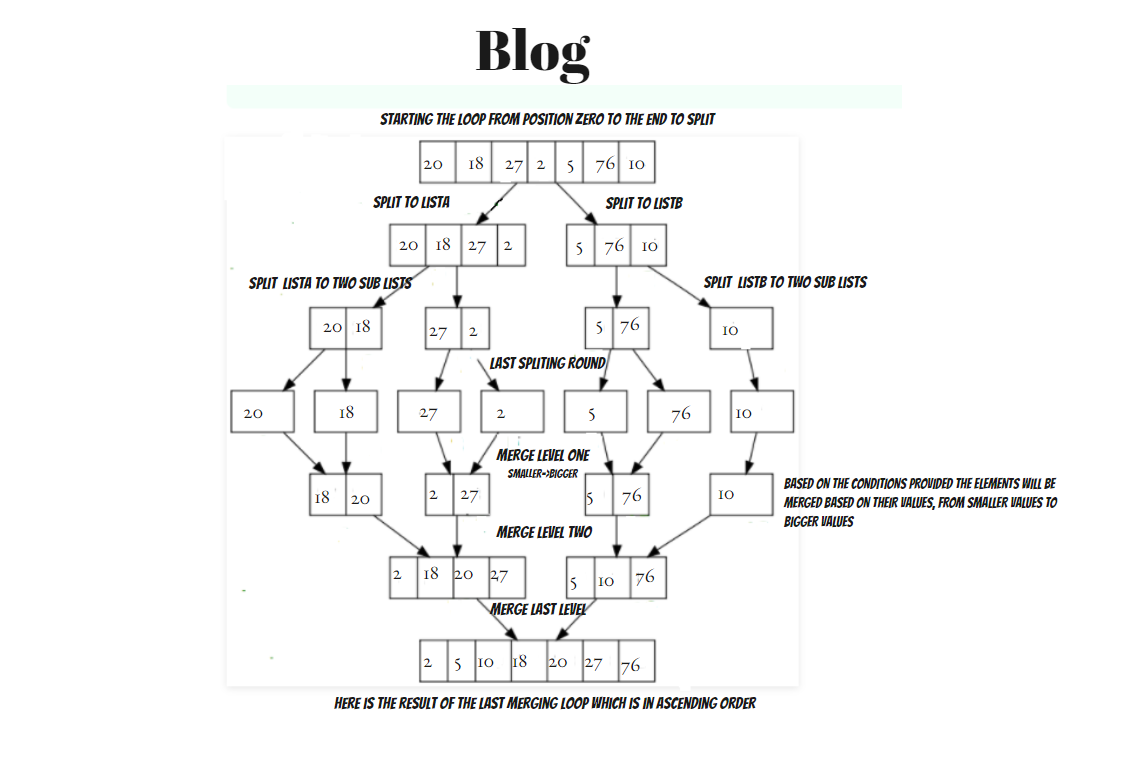 Blog
STARTING THE LOOP FROM POSITION ZERO TO THE END TO SPLIT
20 18 27 2 5 76 10
SPLIT TO LISTA SPLIT TO LISTB
20 18 27 2 5 76 10
SPLIT LISTA TO TWO SUB LISTS SPLIT LISTB TO TWO SUB LISTS
20 18 27 2 5 76 10
LAST SPLITING ROUND
20 18 27 2 5 76 10
MERGE LEVEL ONE
SMALLER=>BIGGER
18 20 2 27 5 76 10
BASED ON THE CONDITIONS PROVIDED THE ELEMENTS WILL BE
MERGED BASED ON THEIR VALUES, FROM SMALLER VALUES TO
BIGGER VALUES
MERGE LEVEL TWO
2 18 20 27 5 10 76
MERGE LAST LEVEL
2 5 10 18 20 27 76
HERE IS THE RESULT OF THE LAST MERGING LOOP WHICH IS IN ASCENDING ORDER